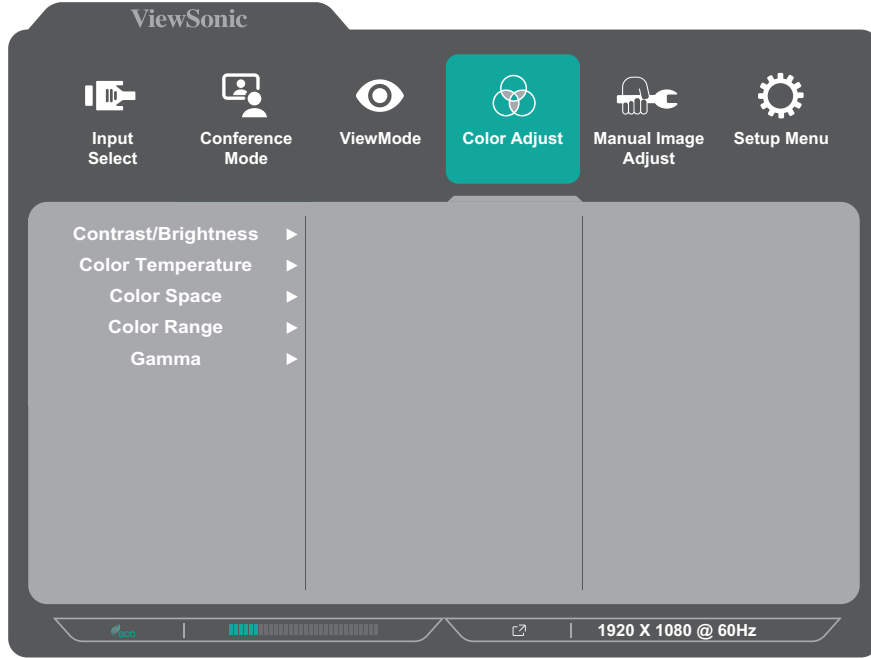 ViewSonic
Input
Select
Conference
Mode
ViewMode
Color Adjust
Manual Image
Adjust
Setup Menu
Contrast/Brightness
Color Temperature
Color Space
Color Range
Gamma
eco
1920 X 1080 @ 60Hz